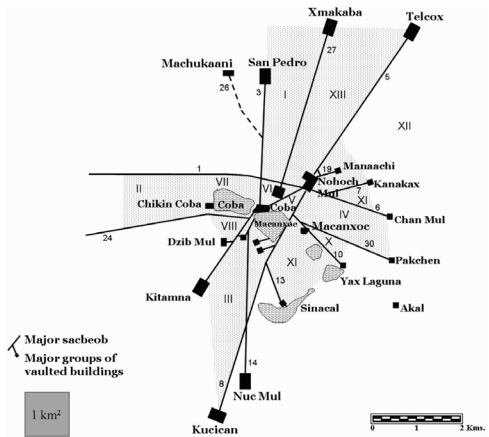 Xmakaba
Telcox
27
Machukaani
San Pedro
5
26
3
I
XIII
XII
1
19
Manaachi
VII
VI
Nohoch
Mul
7
Kanakax
II
V
XI
6
Chikin Coba
Coba
Coba
IV
Chan Mul
Macanxoc
Macanxoc
VIII
24
Dzib Mul
X
30
Pakchen
XI
10
13
Yax Laguna
Kitamna
III
Sinacal
Akal
Major sacbeob
Major groups of
vaulted buildings
14
8
Nuc Mul
1 km²
Kucican
0 1 2 Kms.